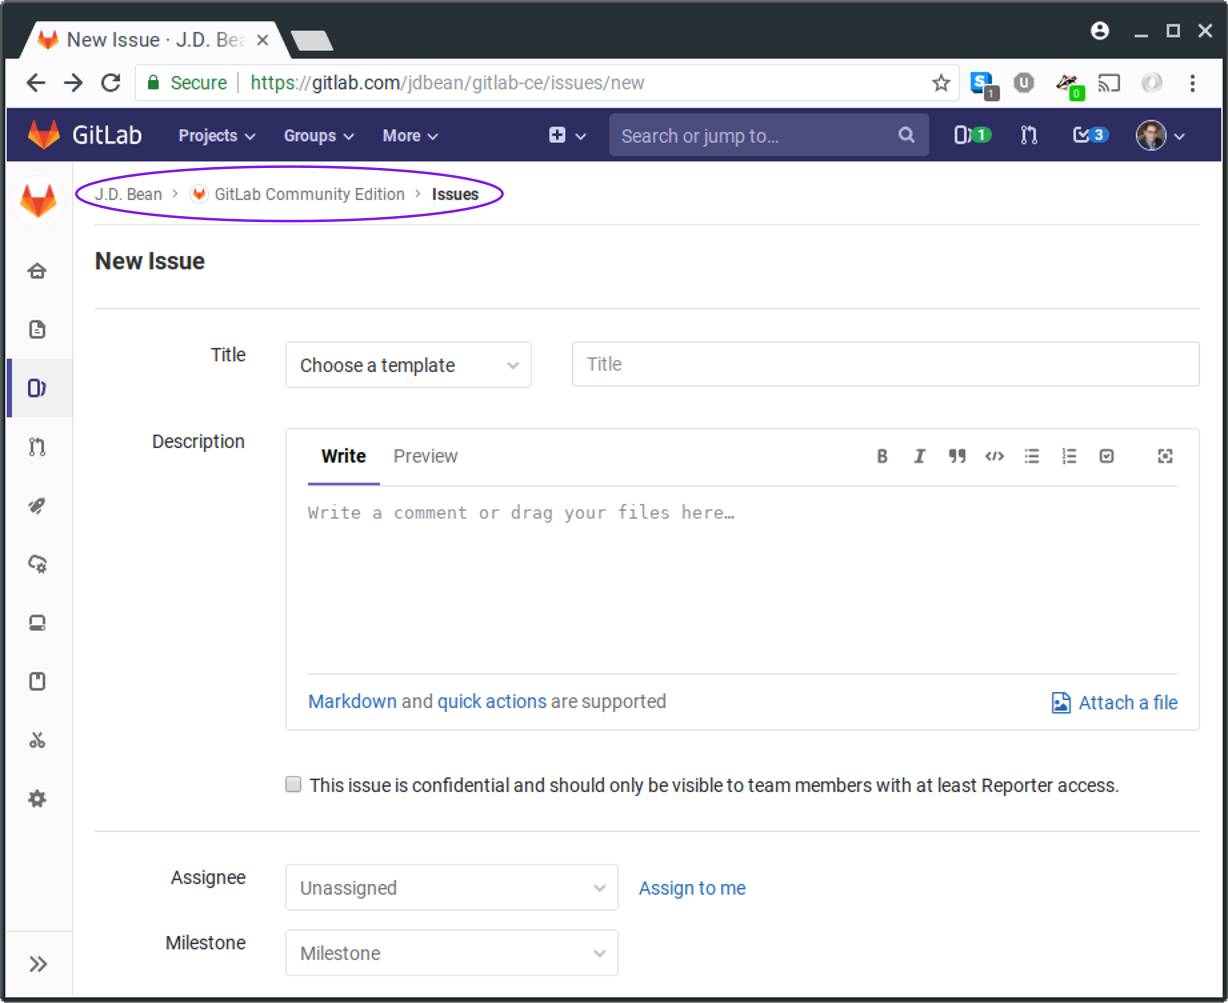 New Issue · J.D. Bea
Secure https://gitlab.com/jdbean/gitlab-ce/issues/new
S 1 U 0
GitLab Projects Groups More Search or jump to... 1 3
J.D. Bean > GitLab Community Edition > Issues
New Issue
Title Choose a template Title
Description Write Preview B I
Write a comment or drag your files here…
Markdown and quick actions are supported Attach a file
This issue is confidential and should only be visible to team members with at least Reporter access.
Assignee Unassigned Assign to me
Milestone Milestone